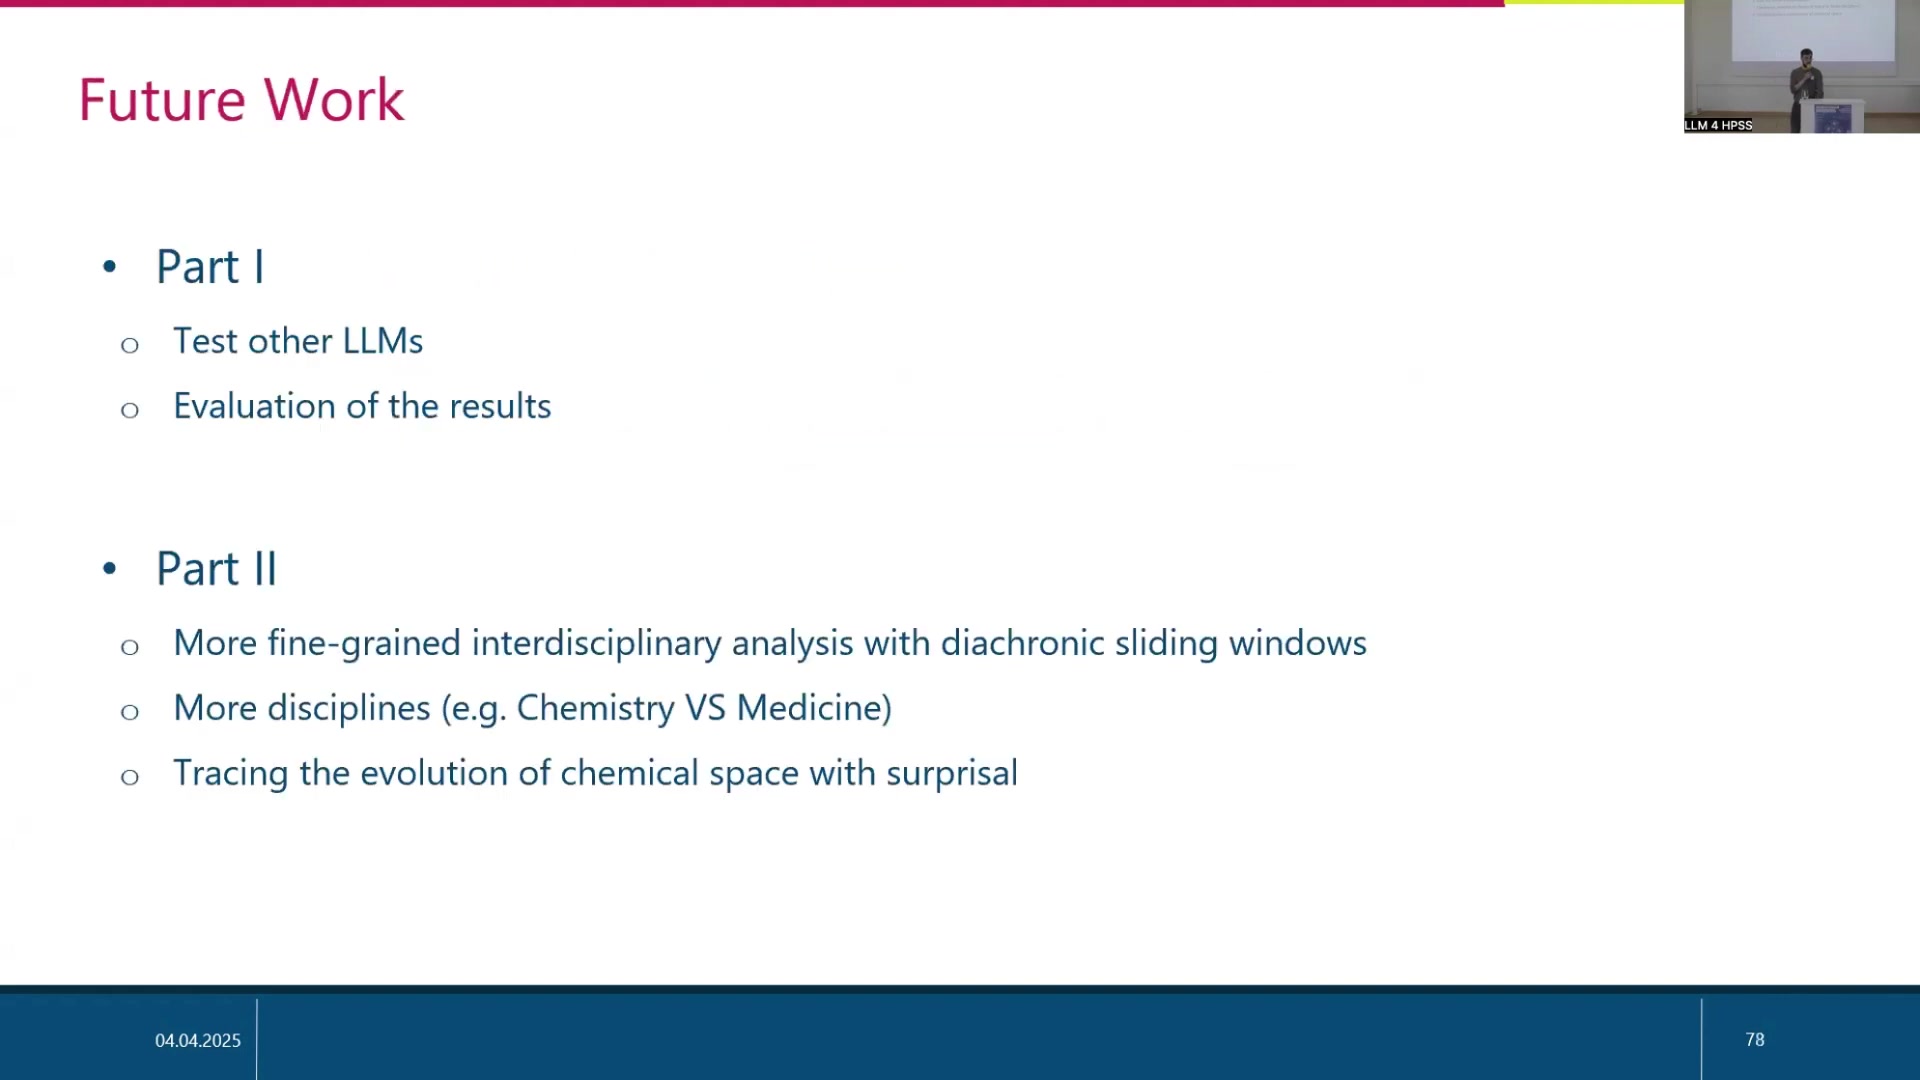 Future Work
LLM 4 HPSS
• Part I
o Test other LLMs
o Evaluation of the results
• Part II
o More fine-grained interdisciplinary analysis with diachronic sliding windows
o More disciplines (e.g. Chemistry VS Medicine)
o Tracing the evolution of chemical space with surprisal
04.04.2025
78